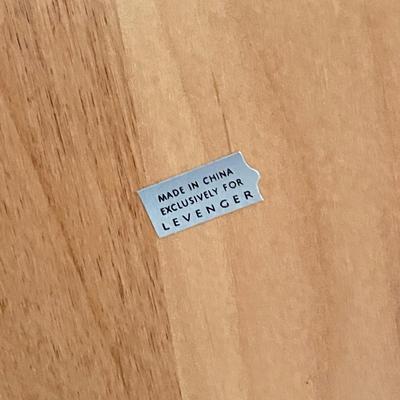 MADE IN CHINA
EXCLUSIVELY FOR
LEVENGER